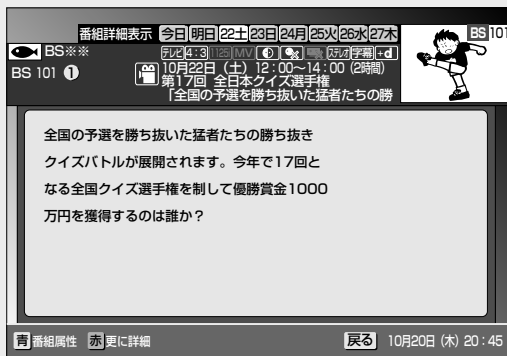 番組詳細表示 今日 明日 22土 23日 24月 25火 26水 27木
BS 101
BS※※
テレビ 4:3 1125i MV ステレオ 字幕 +d
BS 101 1
10月22日（土）12：00～14：00（2時間）
第17回 全日本クイズ選手権
「全国の予選を勝ち抜いた猛者たちの勝
全国の予選を勝ち抜いた猛者たちの勝ち抜き
クイズバトルが展開されます。今年で17回と
なる全国クイズ選手権を制して優勝賞金1000
万円を獲得するのは誰か？
青 番組属性 赤 更に詳細 戻る 10月20日（木）20：45